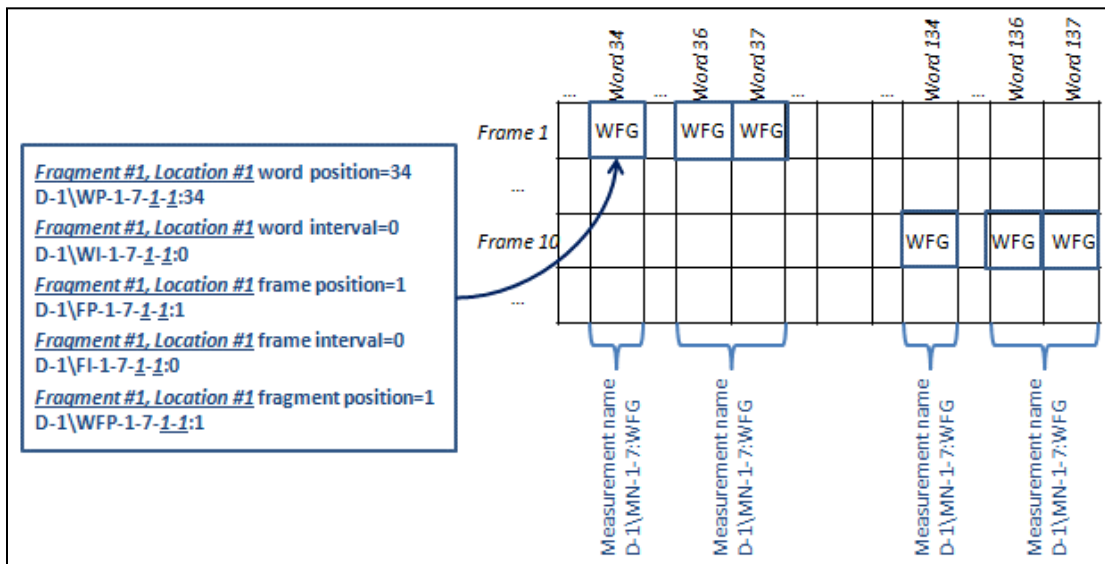 ... Word 34 ... Word 36 Word 37 ... ... Word 134 ... Word 136 Word 137
Frame 1 WFG WFG WFG
...
Frame 10 WFG WFG WFG
...
Fragment #1, Location #1 word position=34
D-1\WP-1-7-1-1:34
Fragment #1, Location #1 word interval=0
D-1\WI-1-7-1-1:0
Fragment #1, Location #1 frame position=1
D-1\FP-1-7-1-1:1
Fragment #1, Location #1 frame interval=0
D-1\FI-1-7-1-1:0
Fragment #1, Location #1 fragment position=1
D-1\WFP-1-7-1-1:1
Measurement name
D-1\MN-1-7:WFG
Measurement name
D-1\MN-1-7:WFG
Measurement name
D-1\MN-1-7:WFG
Measurement name
D-1\MN-1-7:WFG